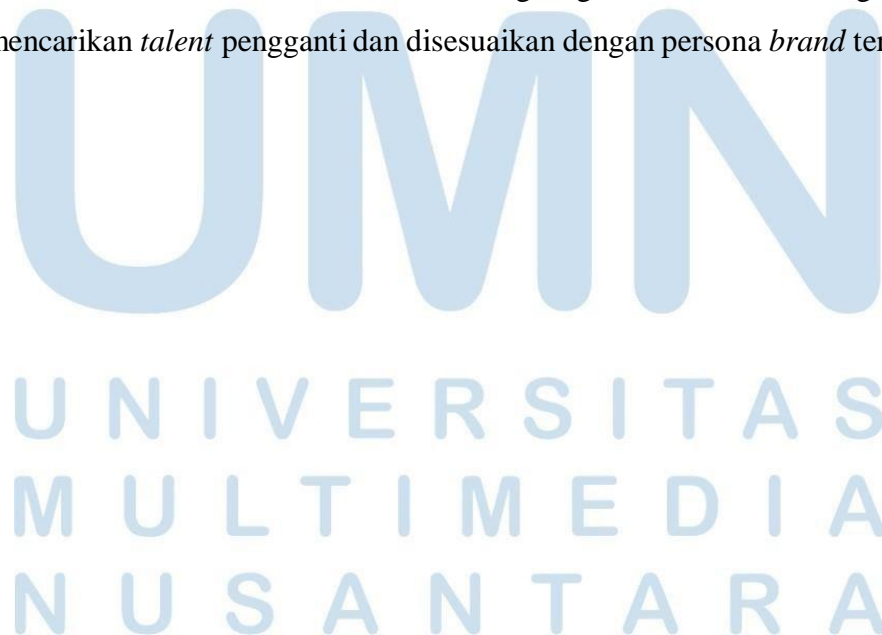 mencarikan talent pengganti dan disesuaikan dengan persona brand
UMN
UNIVERSITAS
MULTIMEDIA
NUSANTARA